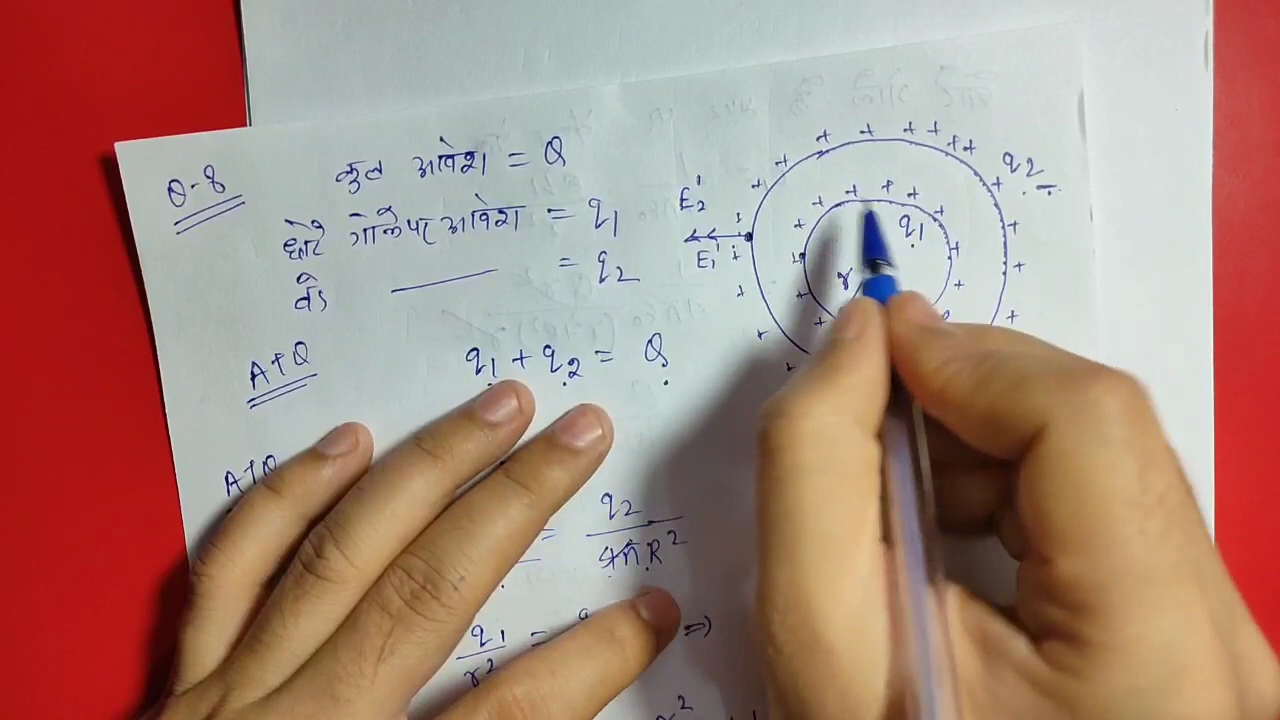 Q-8
कुल आवेश = Q
छोटे गोले पर आवेश = q₁
बड़े ——— = q₂
A+Q
q₁ + q₂ = Q
A+Q
= q₂ / 4πR²
q₁ / r² = ⇒
q₂
q₁
r
E₂'
E₁'